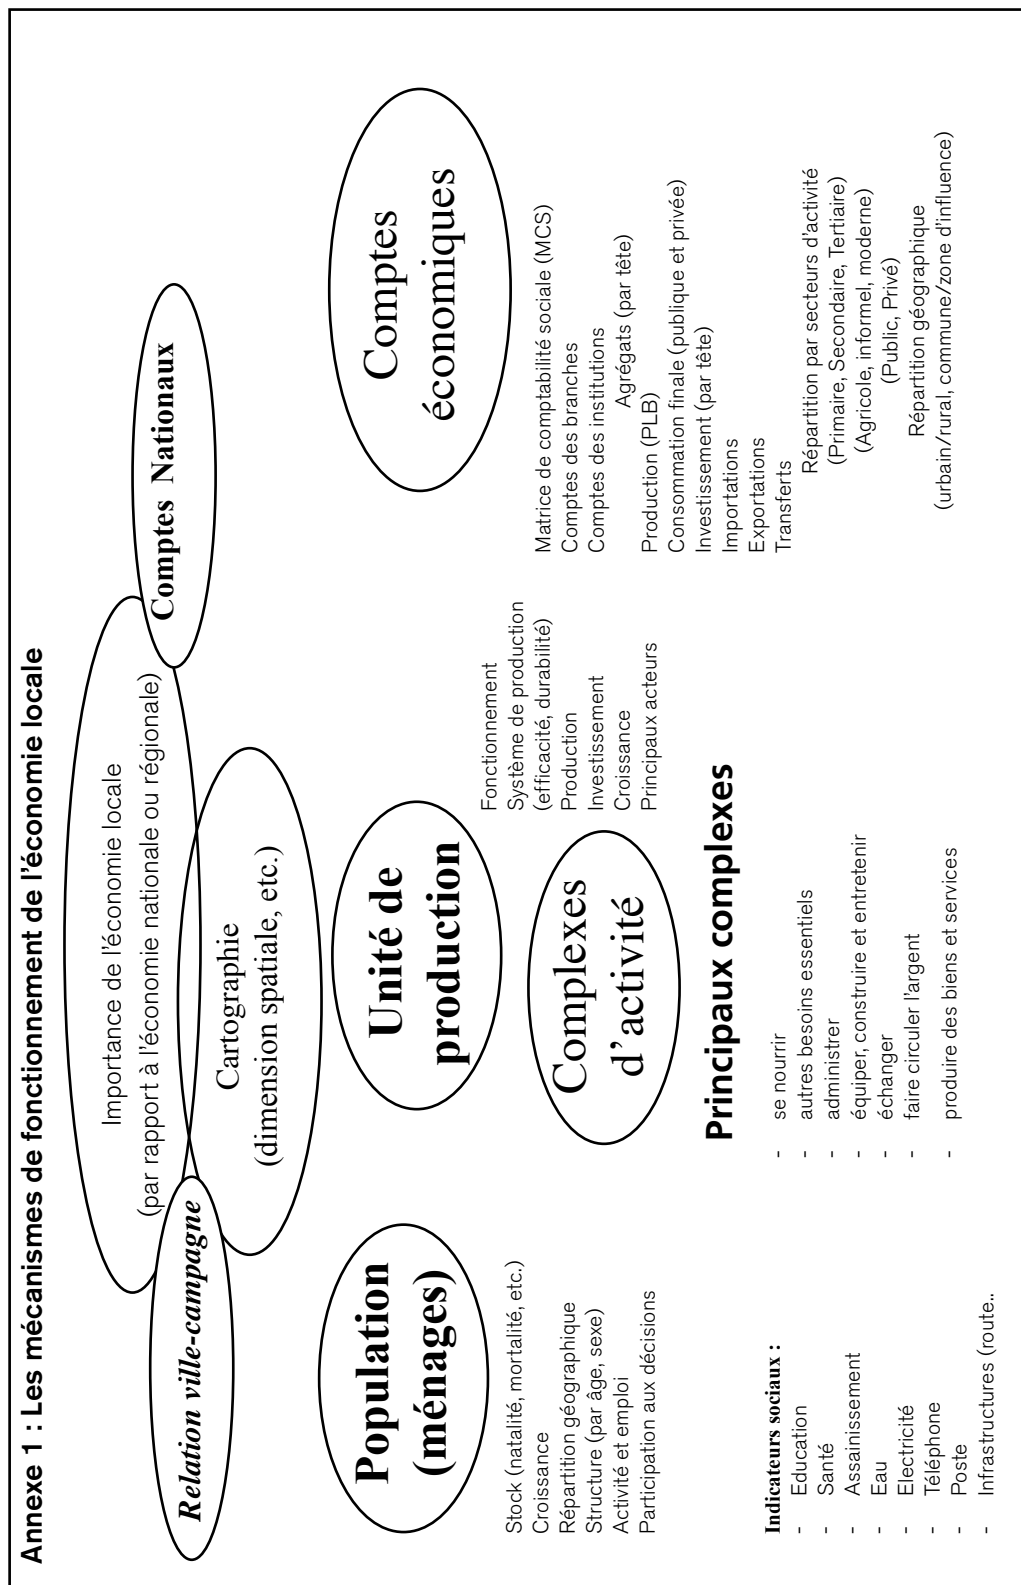 Annexe 1 : Les mécanismes de fonctionnement de l'économie locale
Importance de l'économie locale
(par rapport à l'économie nationale ou régionale)
Relation ville-campagne
Comptes Nationaux
Cartographie
(dimension spatiale, etc.)
Population
(ménages)
Stock (natalité, mortalité, etc.)
Croissance
Répartition géographique
Structure (par âge, sexe)
Activité et emploi
Participation aux décisions
Indicateurs sociaux :
- Education
- Santé
- Assainissement
- Eau
- Electricité
- Téléphone
- Poste
- Infrastructures (route..
Unité de
production
Fonctionnement
Système de production
(efficacité, durabilité)
Production
Investissement
Croissance
Principaux acteurs
Complexes
d'activité
Principaux complexes
- se nourrir
- autres besoins essentiels
- administrer
- équiper, construire et entretenir
- échanger
- faire circuler l'argent
- produire des biens et services
Comptes
économiques
Matrice de comptabilité sociale (MCS)
Comptes des branches
Comptes des institutions
Agrégats (par tête)
Production (PLB)
Consommation finale (publique et privée)
Investissement (par tête)
Importations
Exportations
Transferts
Répartition par secteurs d'activité
(Primaire, Secondaire, Tertiaire)
(Agricole, informel, moderne)
(Public, Privé)
Répartition géographique
(urbain/rural, commune/zone d'influence)